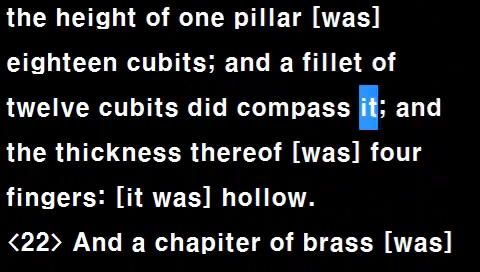 the height of one pillar [was]
eighteen cubits; and a fillet of
twelve cubits did compass it; and
the thickness thereof [was] four
fingers: [it was] hollow.
<22> And a chapiter of brass [was]